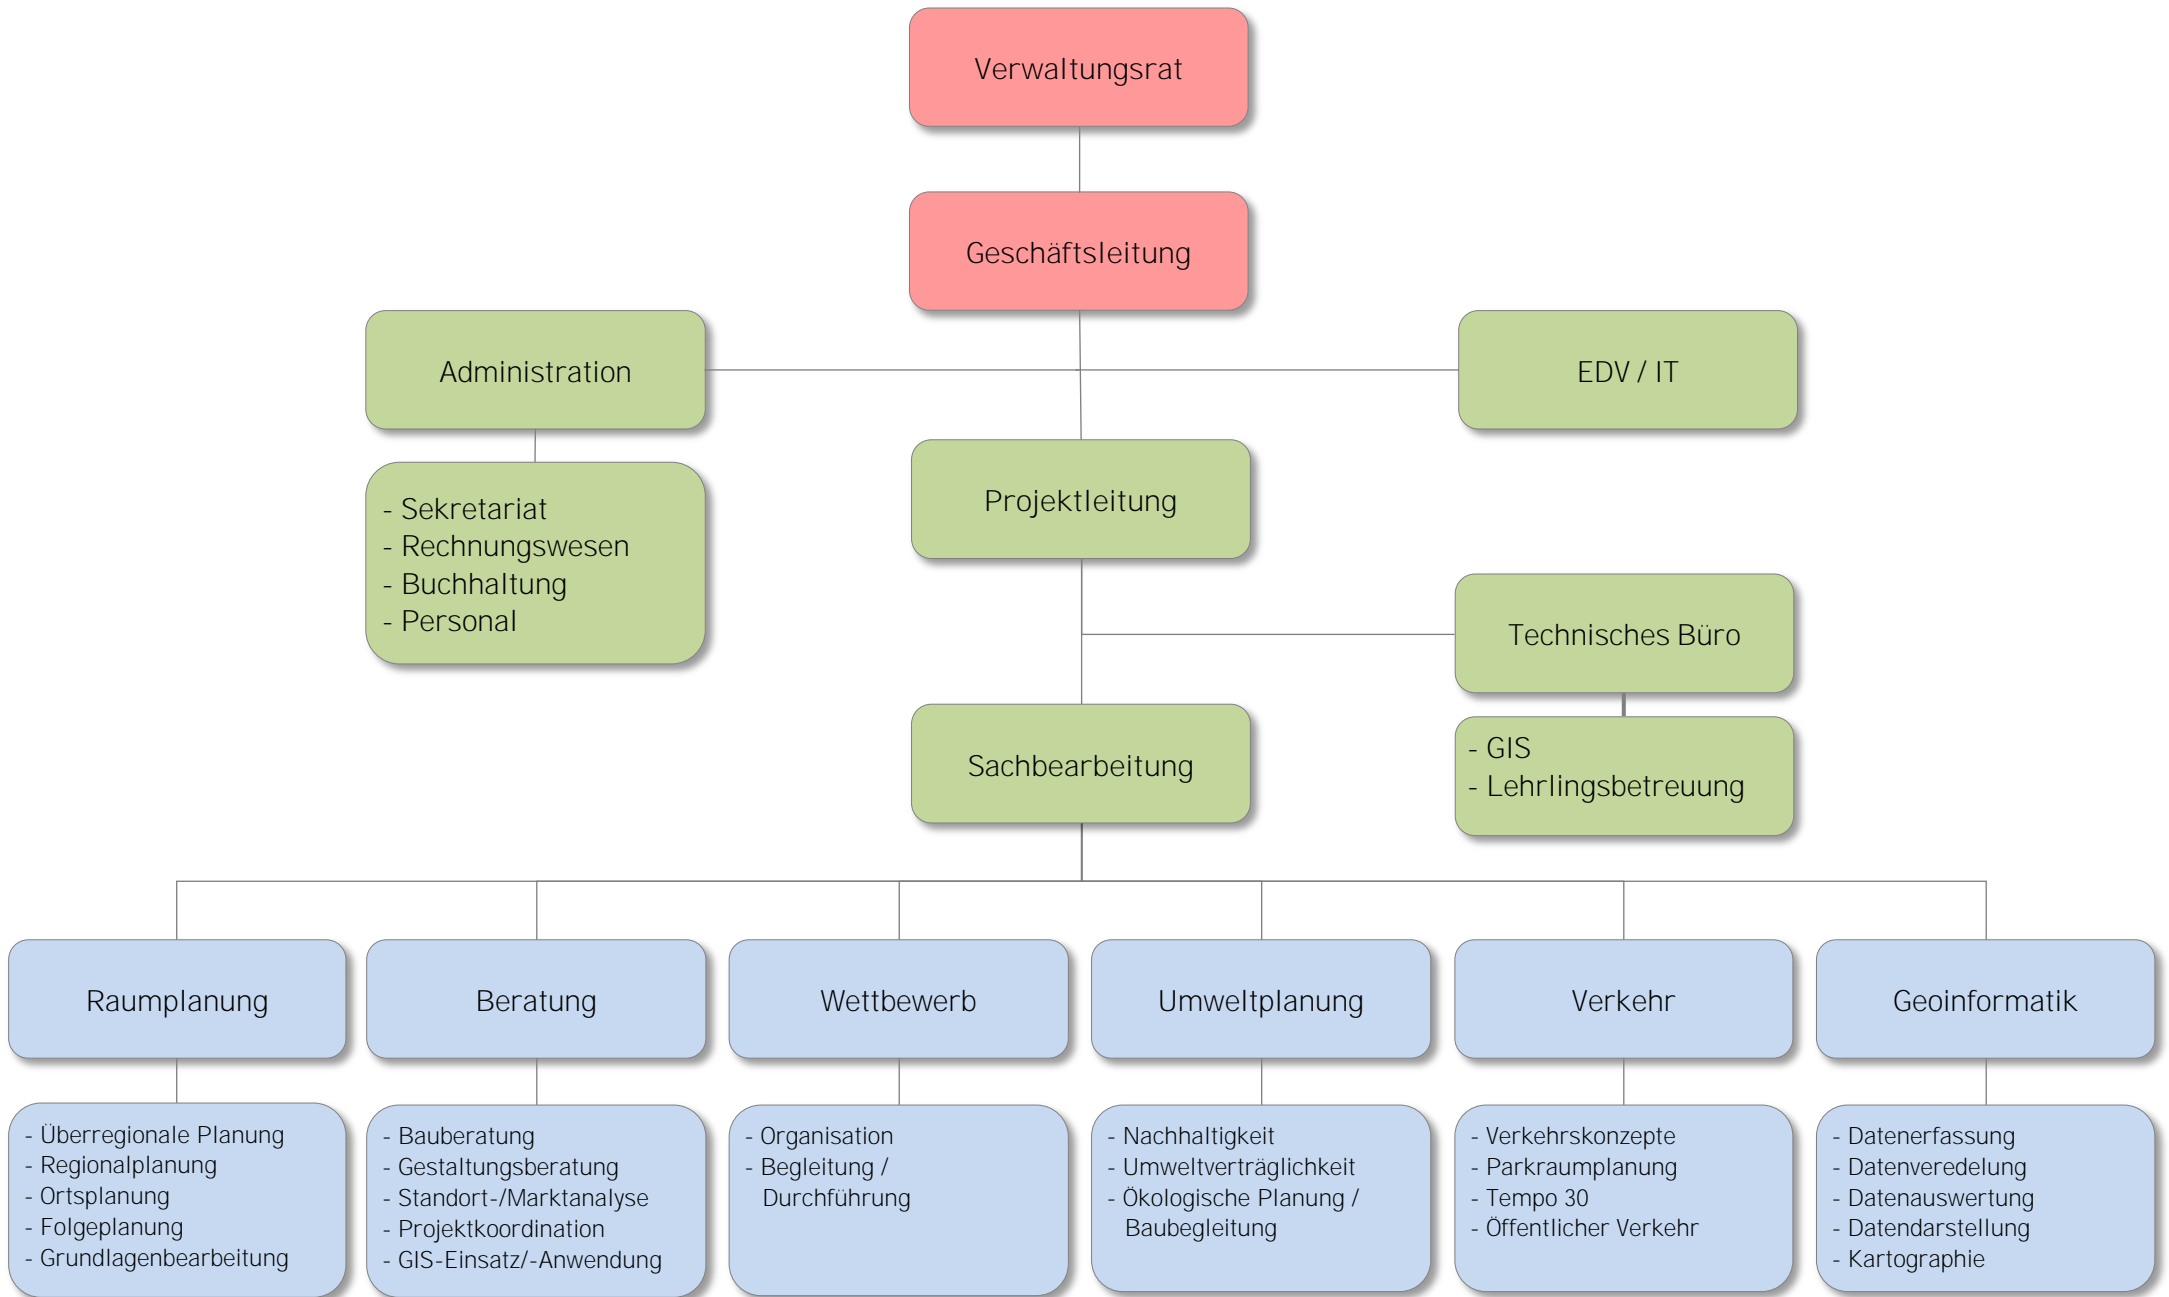 Verwaltungsrat
Geschäftsleitung
Administration
EDV / IT
- Sekretariat
- Rechnungswesen
- Buchhaltung
- Personal
Projektleitung
Technisches Büro
- GIS
- Lehrlingsbetreuung
Sachbearbeitung
Raumplanung
- Überregionale Planung
- Regionalplanung
- Ortsplanung
- Folgeplanung
- Grundlagenbearbeitung
Beratung
- Bauberatung
- Gestaltungsberatung
- Standort-/Marktanalyse
- Projektkoordination
- GIS-Einsatz/-Anwendung
Wettbewerb
- Organisation
- Begleitung /
Durchführung
Umweltplanung
- Nachhaltigkeit
- Umweltverträglichkeit
- Ökologische Planung /
Baubegleitung
Verkehr
- Verkehrskonzepte
- Parkraumplanung
- Tempo 30
- Öffentlicher Verkehr
Geoinformatik
- Datenerfassung
- Datenveredelung
- Datenauswertung
- Datendarstellung
- Kartographie